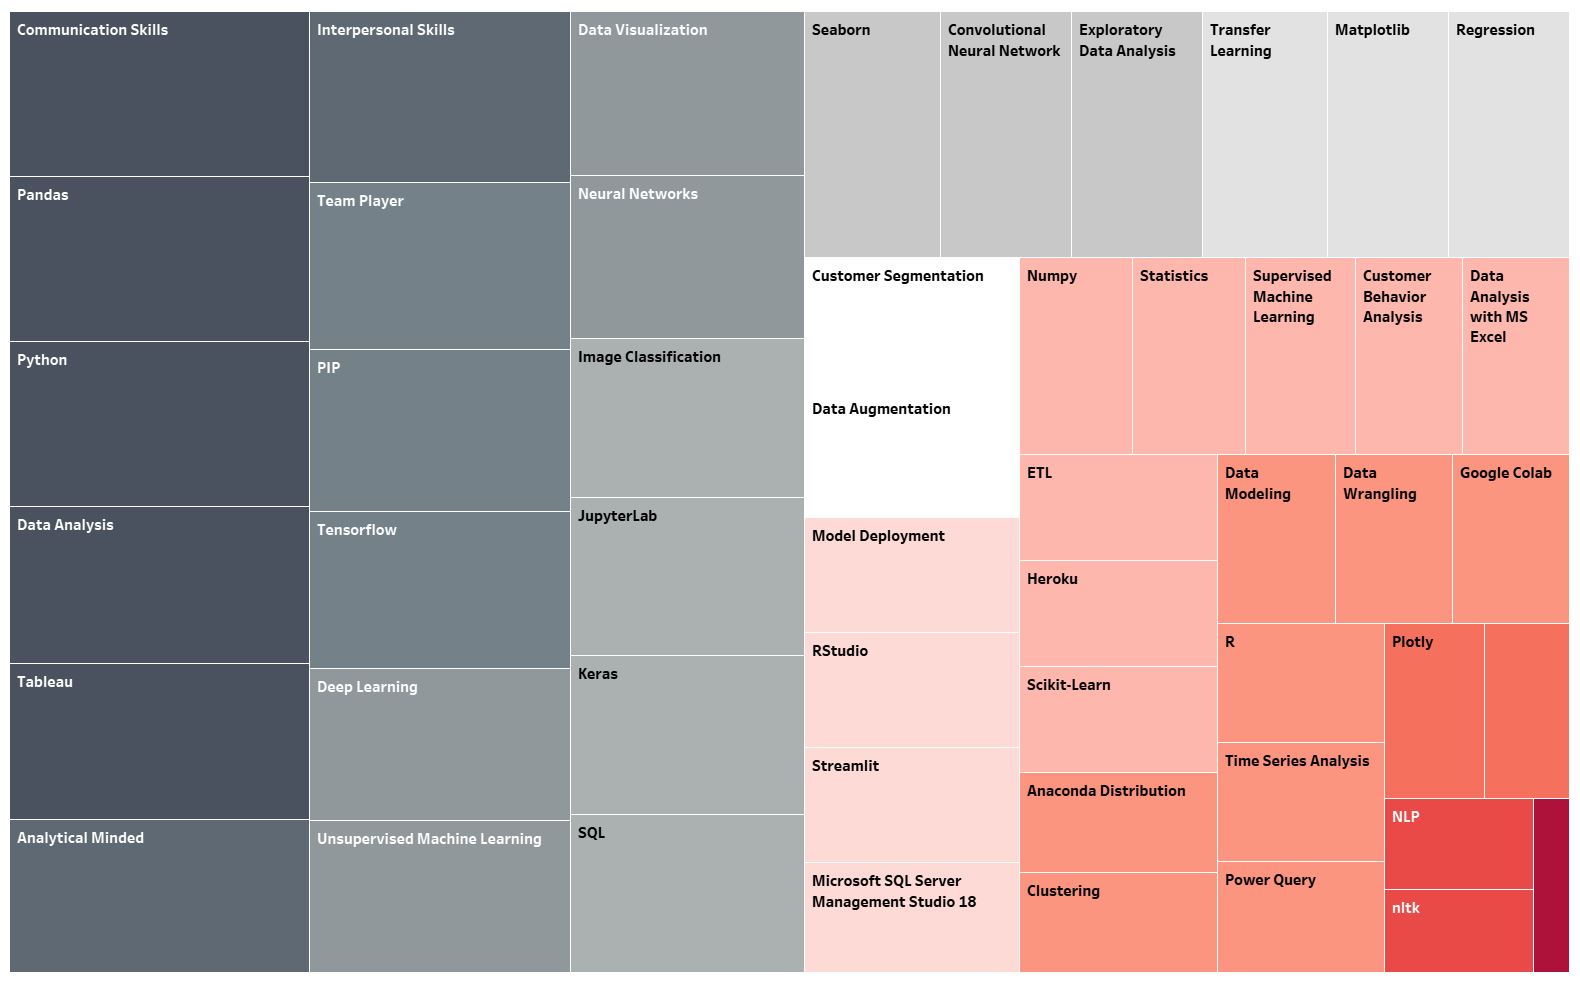 Communication Skills
Pandas
Python
Data Analysis
Tableau
Analytical Minded
Interpersonal Skills
Team Player
PIP
Tensorflow
Deep Learning
Unsupervised Machine Learning
Data Visualization
Neural Networks
Image Classification
JupyterLab
Keras
SQL
Seaborn
Convolutional
Neural Network
Exploratory
Data Analysis
Transfer
Learning
Matplotlib
Regression
Customer Segmentation
Data Augmentation
Model Deployment
RStudio
Streamlit
Microsoft SQL Server
Management Studio 18
Numpy
Statistics
Supervised
Machine
Learning
Customer
Behavior
Analysis
Data
Analysis
with MS
Excel
ETL
Heroku
Scikit-Learn
Anaconda Distribution
Clustering
Data
Modeling
Data
Wrangling
Google Colab
R
Time Series Analysis
Power Query
Plotly
NLP
nltk